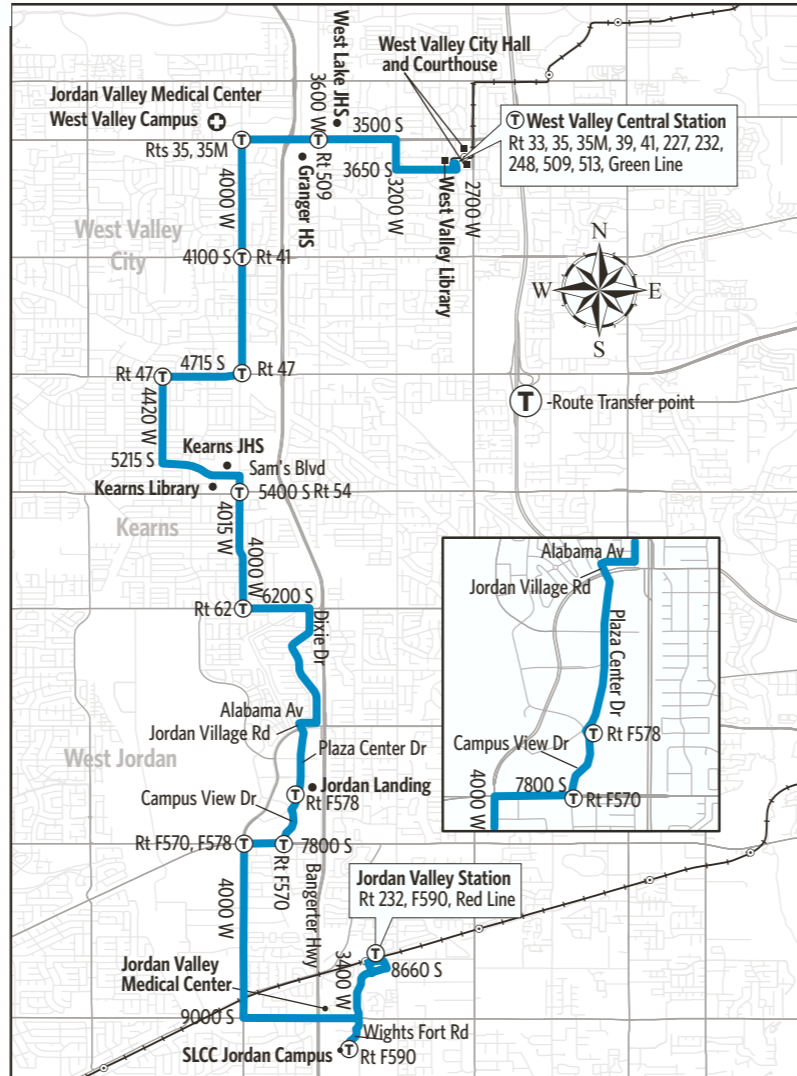 West Lake JHS
3600 W
West Valley City Hall
and Courthouse
Jordan Valley Medical Center
West Valley Campus
Rts 35, 35M
T
T
Rt 509
Granger HS
3500 S
3650 S
3200 W
West Valley Library
2700 W
T West Valley Central Station
Rt 33, 35, 35M, 39, 41, 227, 232,
248, 509, 513, Green Line
4000 W
West Valley
City
4100 S
T
Rt 41
N
W
E
S
4715 S
Rt 47
T
T
Rt 47
T
-Route Transfer point
4420 W
Kearns JHS
5215 S
Sam's Blvd
Kearns Library
T
5400 S Rt 54
Kearns
4015 W
4000 W
6200 S
Rt 62
T
Dixie Dr
Alabama Av
Jordan Village Rd
West Jordan
Plaza Center Dr
Jordan Landing
T
Rt F578
Campus View Dr
Rt F570, F578
T
T
7800 S
Rt F570
Bangerter Hwy
Alabama Av
Jordan Village Rd
Plaza Center Dr
T
Rt F578
Campus View Dr
4000 W
7800 S
T
Rt F570
4000 W
Jordan Valley Station
Rt 232, F590, Red Line
T
8660 S
3400 W
Jordan Valley
Medical Center
9000 S
Wights Fort Rd
SLCC Jordan Campus
T
Rt F590